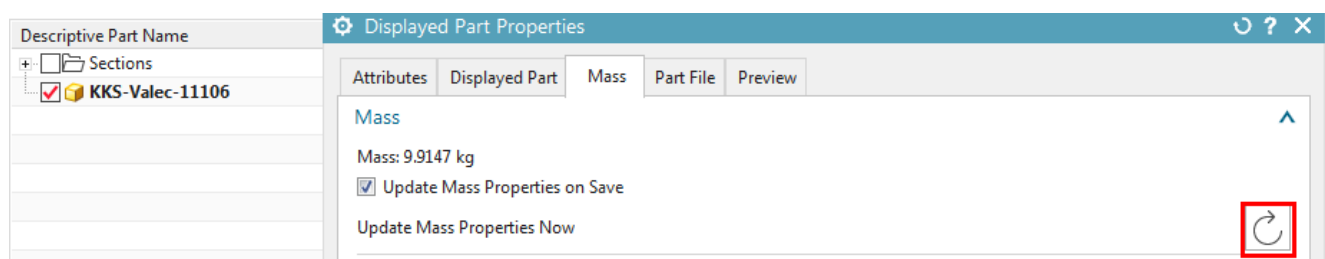 Descriptive Part Name
Sections
KKS-Valec-11106
Displayed Part Properties
Attributes Displayed Part Mass Part File Preview
Mass
Mass: 9.9147 kg
Update Mass Properties on Save
Update Mass Properties Now